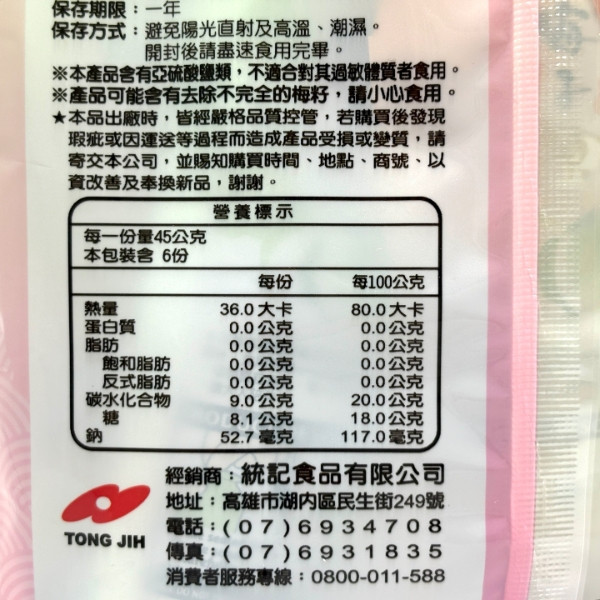 保存期限：一年
保存方式：避免陽光直射及高溫、潮濕。
開封後請盡速食用完畢。
※本產品含有亞硫酸鹽類，不適合對其過敏體質者食用。
※產品可能含有去除不完全的梅籽，請小心食用。
★本品出廠時，皆經嚴格品質控管，若購買後發現
瑕疵或因運送等過程而造成產品受損或變質，請
寄交本公司，並賜知購買時間、地點、商號、以
資改善及奉換新品，謝謝。
營養標示
每一份量45公克
本包裝含 6份
每份 每100公克
熱量 36.0大卡 80.0大卡
蛋白質 0.0公克 0.0公克
脂肪 0.0公克 0.0公克
飽和脂肪 0.0公克 0.0公克
反式脂肪 0.0公克 0.0公克
碳水化合物 9.0公克 20.0公克
糖 8.1公克 18.0公克
鈉 52.7毫克 117.0毫克
經銷商：統記食品有限公司
地址：高雄市湖內區民生街249號
電話：(07)6934708
傳真：(07)6931835
消費者服務專線：0800-011-588
TONG JIH